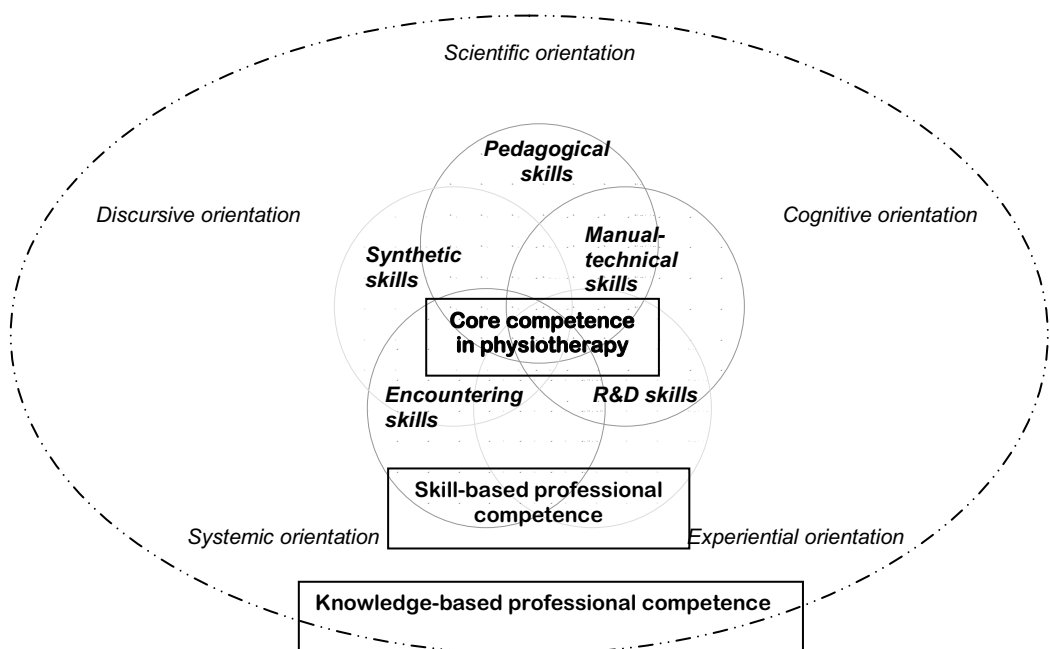 Scientific orientation
Pedagogical
skills
Discursive orientation
Cognitive orientation
Synthetic
skills
Manual-
technical
skills
Core competence
in physiotherapy
Encountering
skills
R&D skills
Skill-based professional
competence
Systemic orientation
Experiential orientation
Knowledge-based professional competence